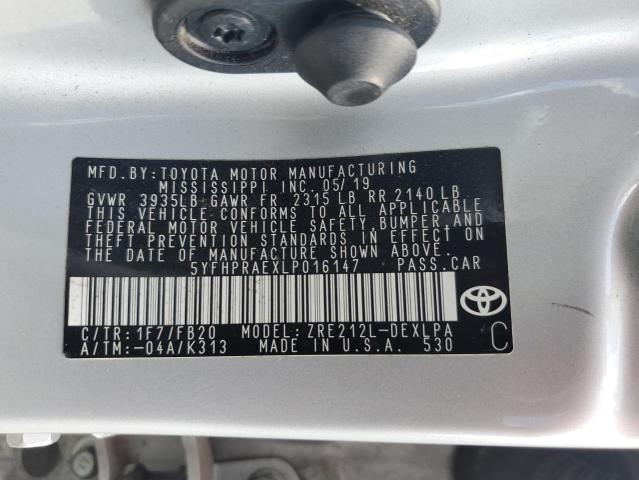 MFD.BY:TOYOTA MOTOR MANUFACTURING
MISSISSIPPI INC. 05/19
GVWR 3935LB GAWR FR 2315 LB RR 2140 LB
THIS VEHICLE CONFORMS TO ALL APPLICABLE
FEDERAL MOTOR VEHICLE SAFETY,BUMPER,AND
THEFT PREVENTION STANDARDS IN EFFECT ON
THE DATE OF MANUFACTURE SHOWN ABOVE.
5YFHPRAEXLP016147 PASS.CAR
C/TR:1F7/FB20 MODEL:ZRE212L-DEXLPA
A/TM:-04A/K313 MADE IN U.S.A. 530
C